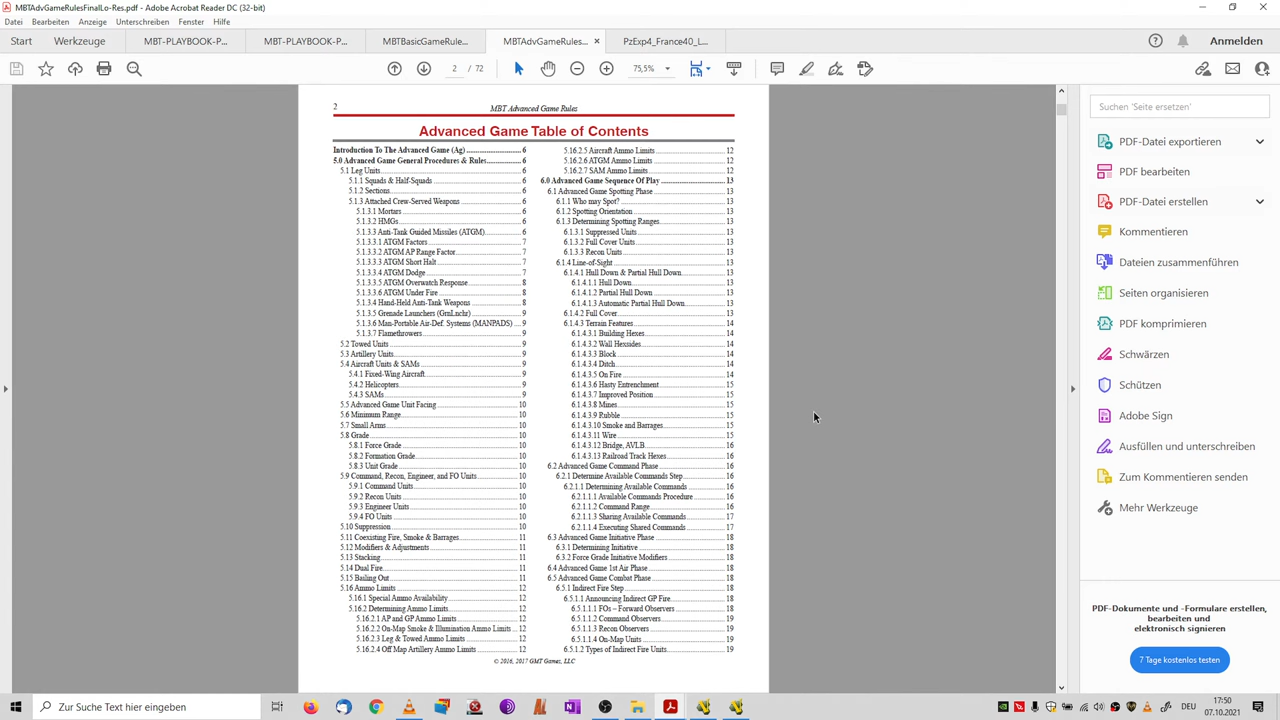 MBTAdvGameRulesFinalLo-Res.pdf - Adobe Acrobat Reader DC (32-bit)
Datei Bearbeiten Anzeige Unterschreiben Fenster Hilfe
Start Werkzeuge MBT-PLAYBOOK-P... MBT-PLAYBOOK-P... MBTBasicGameRule... MBTAdvGameRules... PzExp4_France40_L... Anmelden
2 / 72 75,5%
2 MBT Advanced Game Rules
Advanced Game Table of Contents
Introduction To The Advanced Game (Ag) 6
5.0 Advanced Game General Procedures & Rules 6
5.1 Leg Units 6
5.1.1 Squads & Half-Squads 6
5.1.2 Sections 6
5.1.3 Attached Crew-Served Weapons 6
5.1.3.1 Mortars 6
5.1.3.2 HMGs 6
5.1.3.3 Anti-Tank Guided Missiles (ATGM) 6
5.1.3.3.1 ATGM Factors 7
5.1.3.3.2 ATGM AP Range Factor 7
5.1.3.3.3 ATGM Short Halt 7
5.1.3.3.4 ATGM Dodge 7
5.1.3.3.5 ATGM Overwatch Response 8
5.1.3.3.6 ATGM Under Fire 8
5.1.3.4 Hand-Held Anti-Tank Weapons 8
5.1.3.5 Grenade Launchers (GrnLnchr) 9
5.1.3.6 Man-Portable Air-Def. Systems (MANPADS) 9
5.1.3.7 Flamethrowers 9
5.2 Towed Units 9
5.3 Artillery Units 9
5.4 Aircraft Units & SAMs 9
5.4.1 Fixed-Wing Aircraft 9
5.4.2 Helicopters 9
5.4.3 SAMs 9
5.5 Advanced Game Unit Facing 10
5.6 Minimum Range 10
5.7 Small Arms 10
5.8 Grade 10
5.8.1 Force Grade 10
5.8.2 Formation Grade 10
5.8.3 Unit Grade 10
5.9 Command, Recon, Engineer, and FO Units 10
5.9.1 Command Units 10
5.9.2 Recon Units 10
5.9.3 Engineer Units 10
5.9.4 FO Units 10
5.10 Suppression 10
5.11 Coexisting Fire, Smoke & Barrages 11
5.12 Modifiers & Adjustments 11
5.13 Stacking 11
5.14 Dual Fire 11
5.15 Bailing Out 11
5.16 Ammo Limits 12
5.16.1 Special Ammo Availability 12
5.16.2 Determining Ammo Limits 12
5.16.2.1 AP and GP Ammo Limits 12
5.16.2.2 On-Map Smoke & Illumination Ammo Limits 12
5.16.2.3 Leg & Towed Ammo Limits 12
5.16.2.4 Off Map Artillery Ammo Limits 12
5.16.2.5 Aircraft Ammo Limits 12
5.16.2.6 ATGM Ammo Limits 12
5.16.2.7 SAM Ammo Limits 12
6.0 Advanced Game Sequence Of Play 13
6.1 Advanced Game Spotting Phase 13
6.1.1 Who may Spot? 13
6.1.2 Spotting Orientation 13
6.1.3 Determining Spotting Ranges 13
6.1.3.1 Suppressed Units 13
6.1.3.2 Full Cover Units 13
6.1.3.3 Recon Units 13
6.1.4 Line-of-Sight 13
6.1.4.1 Hull Down & Partial Hull Down 13
6.1.4.1.1 Hull Down 13
6.1.4.1.2 Partial Hull Down 13
6.1.4.1.3 Automatic Partial Hull Down 13
6.1.4.2 Full Cover 13
6.1.4.3 Terrain Features 14
6.1.4.3.1 Building Hexes 14
6.1.4.3.2 Wall Hexsides 14
6.1.4.3.3 Block 14
6.1.4.3.4 Ditch 14
6.1.4.3.5 On Fire 14
6.1.4.3.6 Hasty Entrenchment 15
6.1.4.3.7 Improved Position 15
6.1.4.3.8 Mines 15
6.1.4.3.9 Rubble 15
6.1.4.3.10 Smoke and Barrages 15
6.1.4.3.11 Wire 15
6.1.4.3.12 Bridge, AVLB 16
6.1.4.3.13 Railroad Track Hexes 16
6.2 Advanced Game Command Phase 16
6.2.1 Determine Available Commands Step 16
6.2.1.1 Determining Available Commands 16
6.2.1.1.1 Available Commands Procedure 16
6.2.1.1.2 Command Range 16
6.2.1.1.3 Sharing Available Commands 17
6.2.1.1.4 Executing Shared Commands 17
6.3 Advanced Game Initiative Phase 18
6.3.1 Determining Initiative 18
6.3.2 Force Grade Initiative Modifiers 18
6.4 Advanced Game 1st Air Phase 18
6.5 Advanced Game Combat Phase 18
6.5.1 Indirect Fire Step 18
6.5.1.1 Announcing Indirect GP Fire 18
6.5.1.1.1 FOs – Forward Observers 18
6.5.1.1.2 Command Observers 19
6.5.1.1.3 Recon Observers 19
6.5.1.1.4 On-Map Units 19
6.5.1.2 Types of Indirect Fire Units 19
© 2016, 2017 GMT Games, LLC
Suchen 'Seite ersetzen'
PDF-Datei exportieren
PDF bearbeiten
PDF-Datei erstellen
Kommentieren
Dateien zusammenführen
Seiten organisieren
PDF komprimieren
Schwärzen
Schützen
Adobe Sign
Ausfüllen und unterschreiben
Zum Kommentieren senden
Mehr Werkzeuge
PDF-Dokumente und -Formulare erstellen,
bearbeiten und
elektronisch signieren
7 Tage kostenlos testen
Zur Suche Text hier eingeben
DEU
17:50
07.10.2021